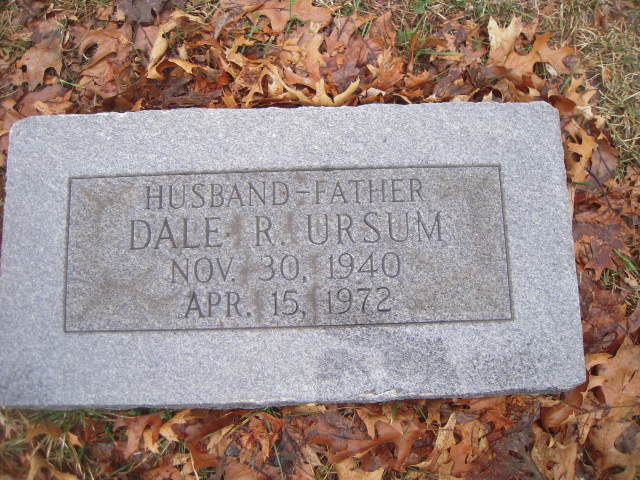 HUSBAND-FATHER
DALE R. URSUM
NOV. 30, 1940
APR. 15, 1972